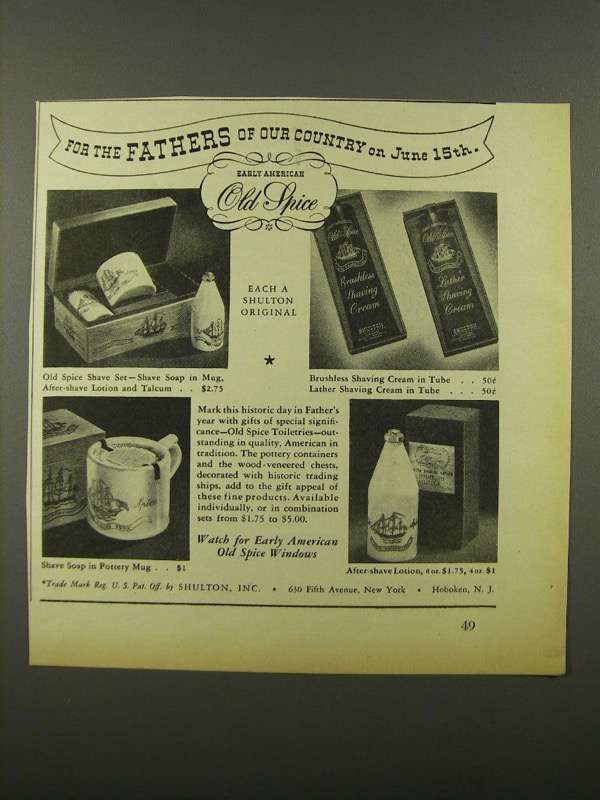 FOR THE FATHERS OF OUR COUNTRY on June 15th.
EARLY AMERICAN
Old Spice
EACH A
SHULTON
ORIGINAL
Old Spice
Brushless
Shaving
Cream
SHULTON
Old Spice
Lather
Shaving
Cream
SHULTON
Old Spice Shave Set—Shave Soap in Mug,
After-shave Lotion and Talcum . . $2.75
Brushless Shaving Cream in Tube . . 50¢
Lather Shaving Cream in Tube . . . 50¢
Mark this historic day in Father's
year with gifts of special signifi-
cance—Old Spice Toiletries—out-
standing in quality, American in
tradition. The pottery containers
and the wood-veneered chests,
decorated with historic trading
ships, add to the gift appeal of
these fine products. Available
individually, or in combination
sets from $1.75 to $5.00.
Watch for Early American
Old Spice Windows
Spice
Shave Soap in Pottery Mug . . $1
After-shave Lotion, 8 oz. $1.75, 4 oz. $1
*Trade Mark Reg. U. S. Pat. Off. by SHULTON, INC. • 630 Fifth Avenue, New York • Hoboken, N. J.
49